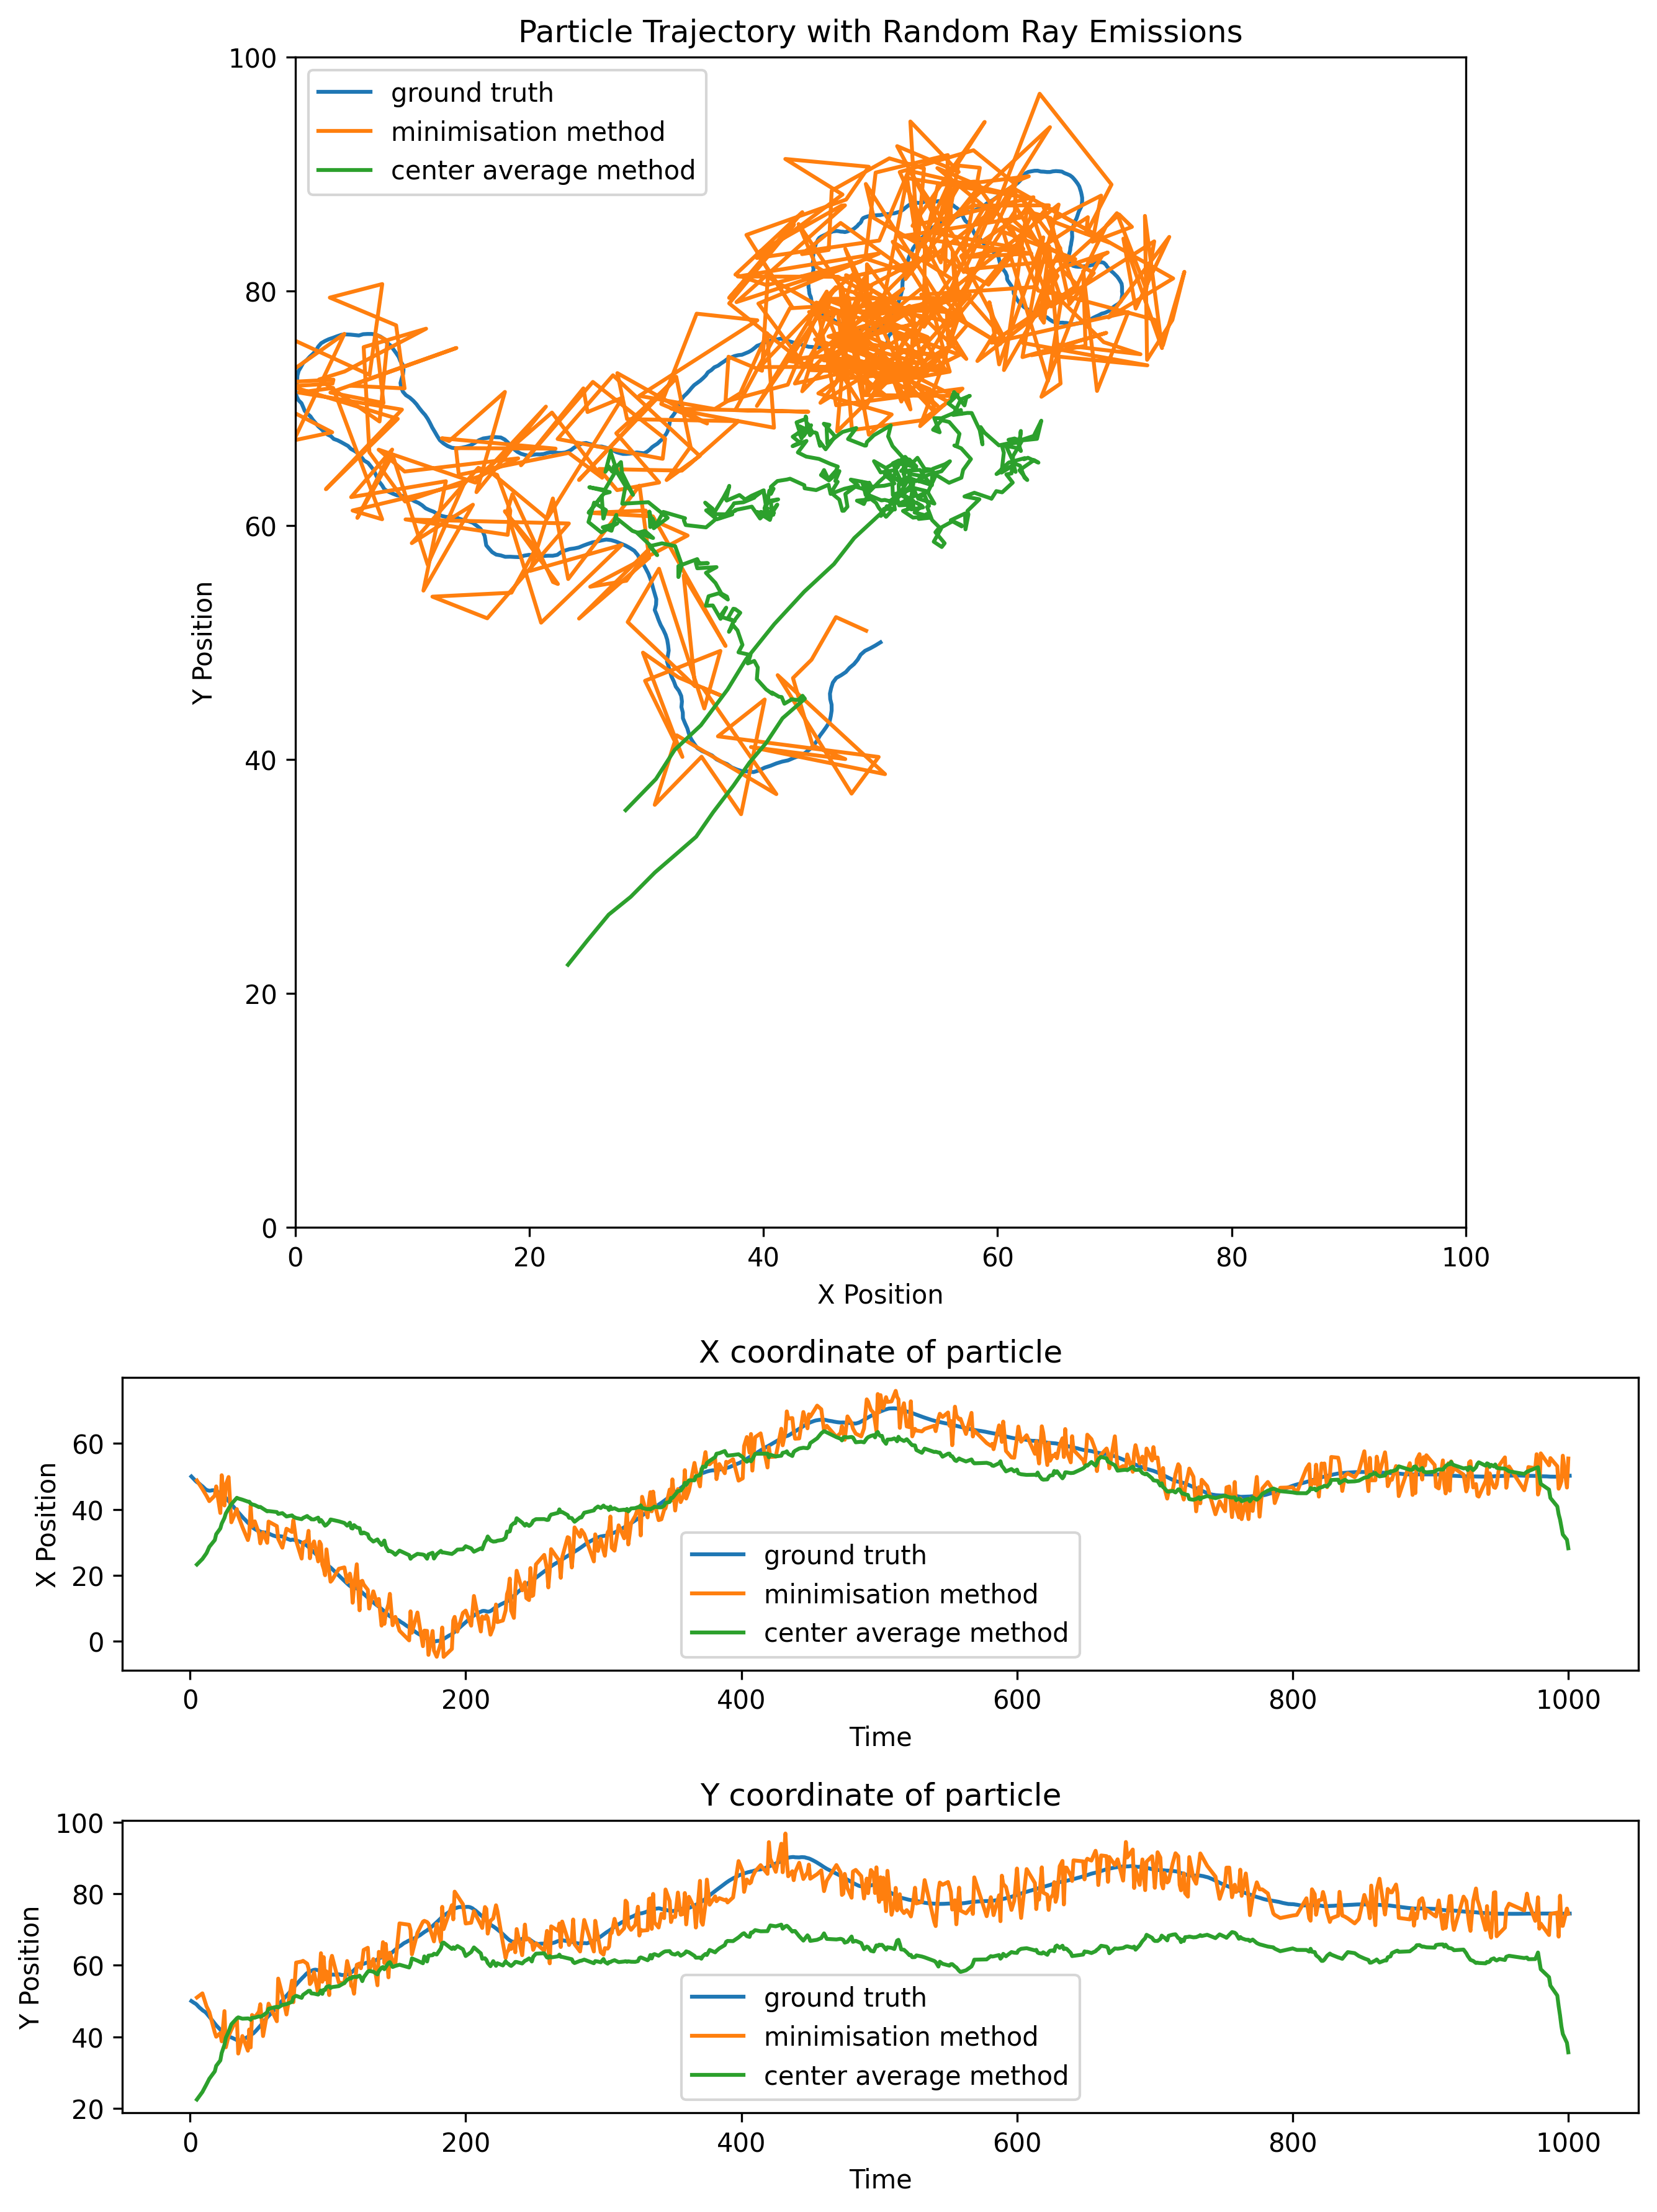 Particle Trajectory with Random Ray Emissions
100
ground truth
minimisation method
center average method
80
60
Y Position
40
20
0
0 20 40 60 80 100
X Position
X coordinate of particle
60
40
20
0
X Position
ground truth
minimisation method
center average method
0 200 400 600 800 1000
Time
Y coordinate of particle
100
80
60
40
20
Y Position
ground truth
minimisation method
center average method
0 200 400 600 800 1000
Time